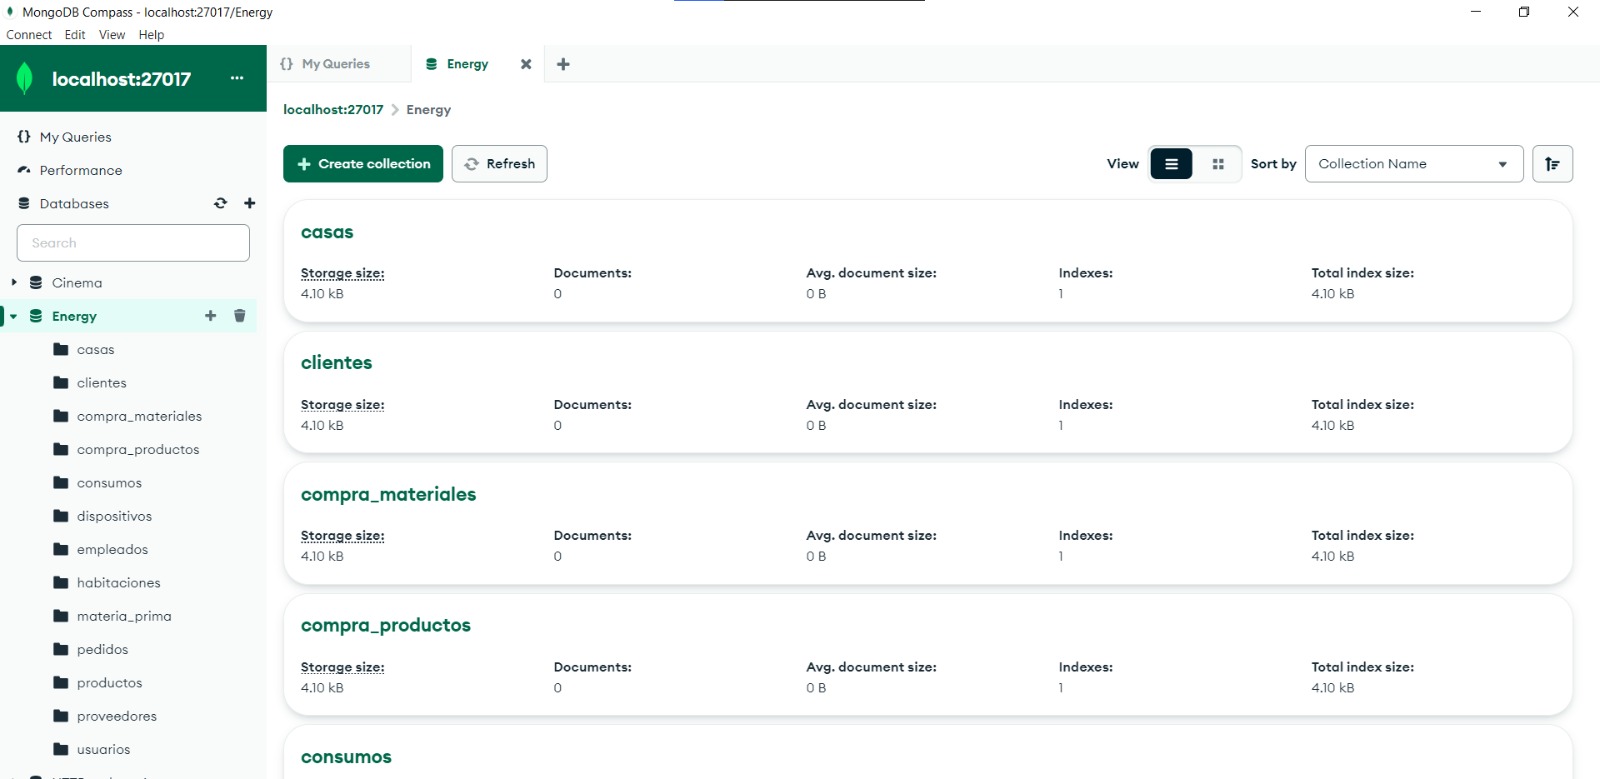 MongoDB Compass - localhost:27017/Energy
Connect Edit View Help
localhost:27017 ...
My Queries
Performance
Databases
Search
Cinema
Energy
casas
clientes
compra_materiales
compra_productos
consumos
dispositivos
empleados
habitaciones
materia_prima
pedidos
productos
proveedores
usuarios
{} My Queries Energy
localhost:27017 > Energy
+ Create collection Refresh View Sort by Collection Name
casas
Storage size: Documents: Avg. document size: Indexes: Total index size:
4.10 kB 0 0 B 1 4.10 kB
clientes
Storage size: Documents: Avg. document size: Indexes: Total index size:
4.10 kB 0 0 B 1 4.10 kB
compra_materiales
Storage size: Documents: Avg. document size: Indexes: Total index size:
4.10 kB 0 0 B 1 4.10 kB
compra_productos
Storage size: Documents: Avg. document size: Indexes: Total index size:
4.10 kB 0 0 B 1 4.10 kB
consumos